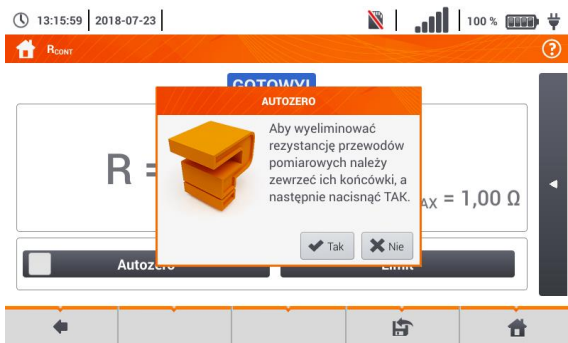 13:15:59 2018-07-23 100 %
RCONT
GOTOWY!
AUTOZERO
Aby wyeliminować
rezystancję przewodów
pomiarowych należy
zewrzeć ich końcówki, a
następnie nacisnąć TAK.
R =
AX = 1,00 Ω
Tak Nie
Autozero Limit